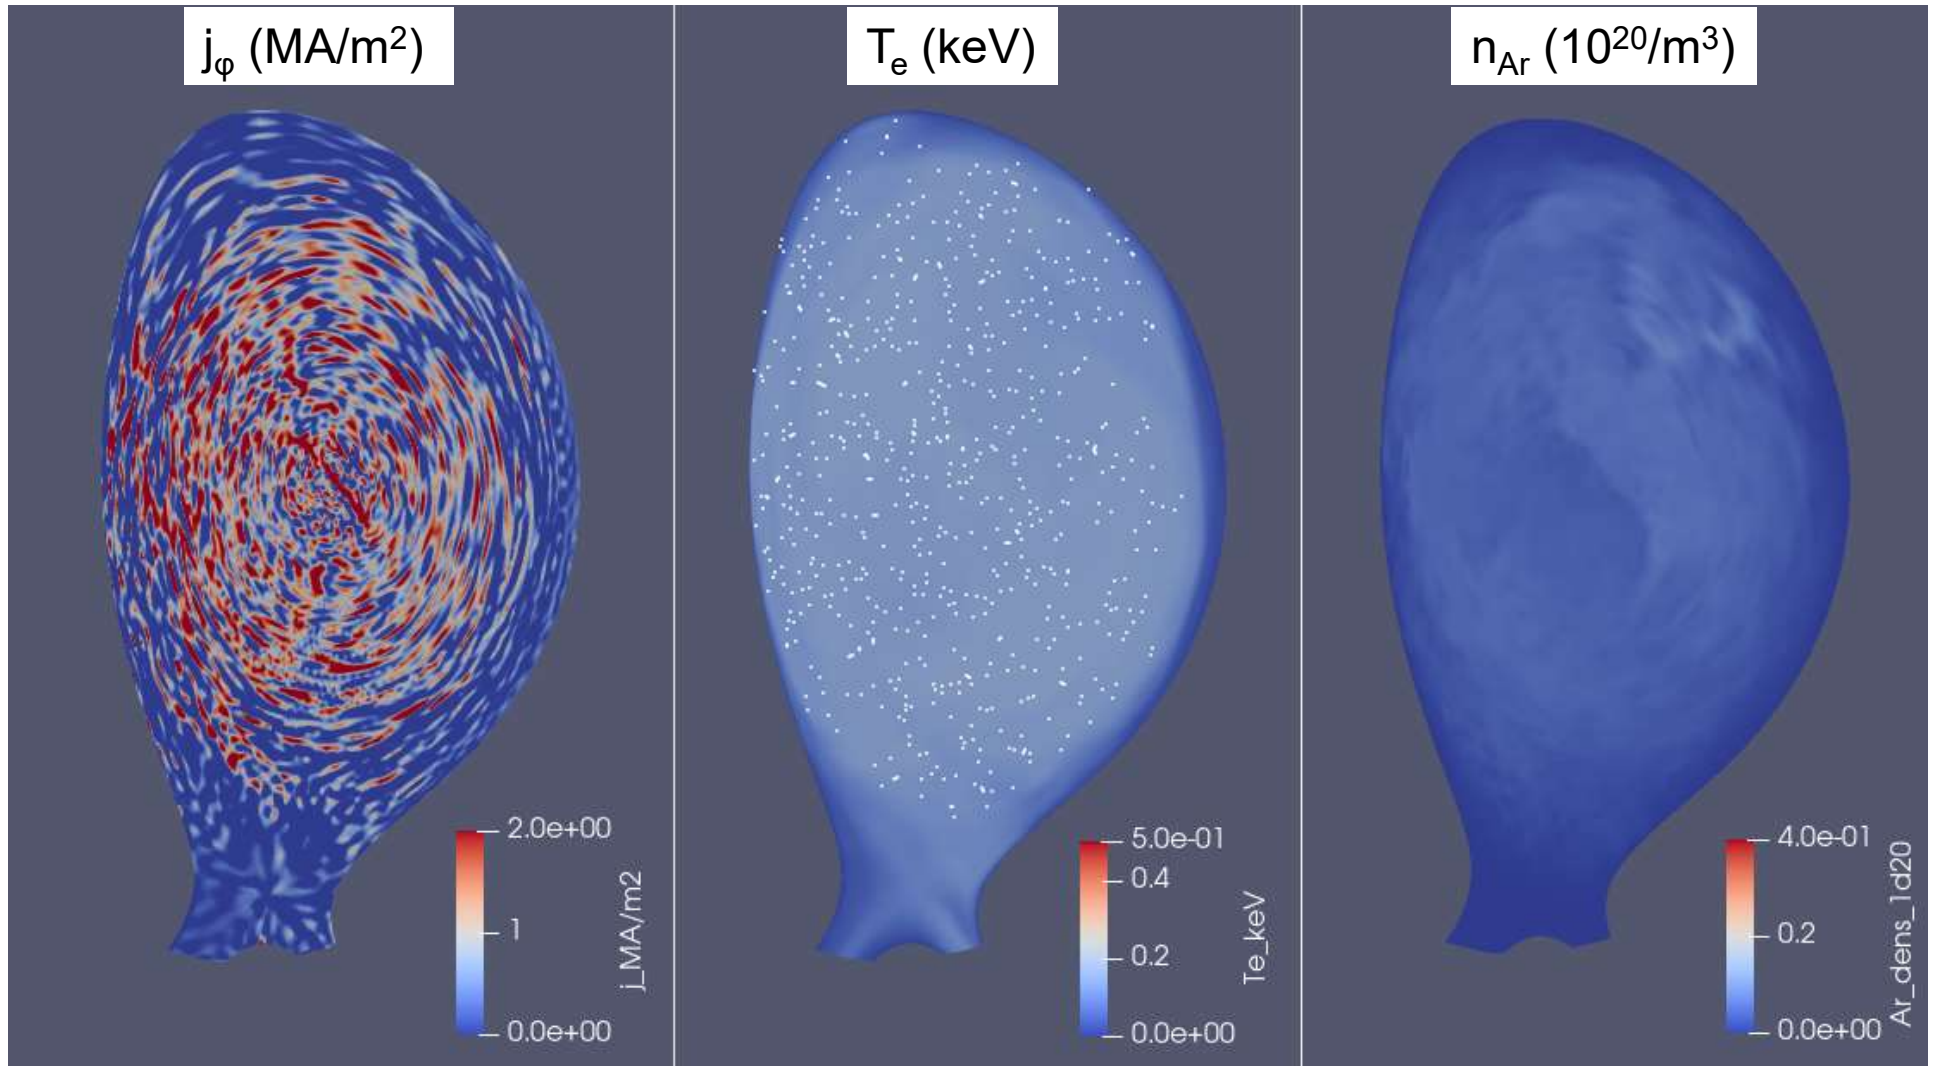 jφ (MA/m²)
2.0e+00
1
0.0e+00
j_MA/m2
Te (keV)
5.0e-01
0.4
0.2
0.0e+00
Te_keV
nAr (10²⁰/m³)
4.0e-01
0.2
0.0e+00
Ar_dens_1d20